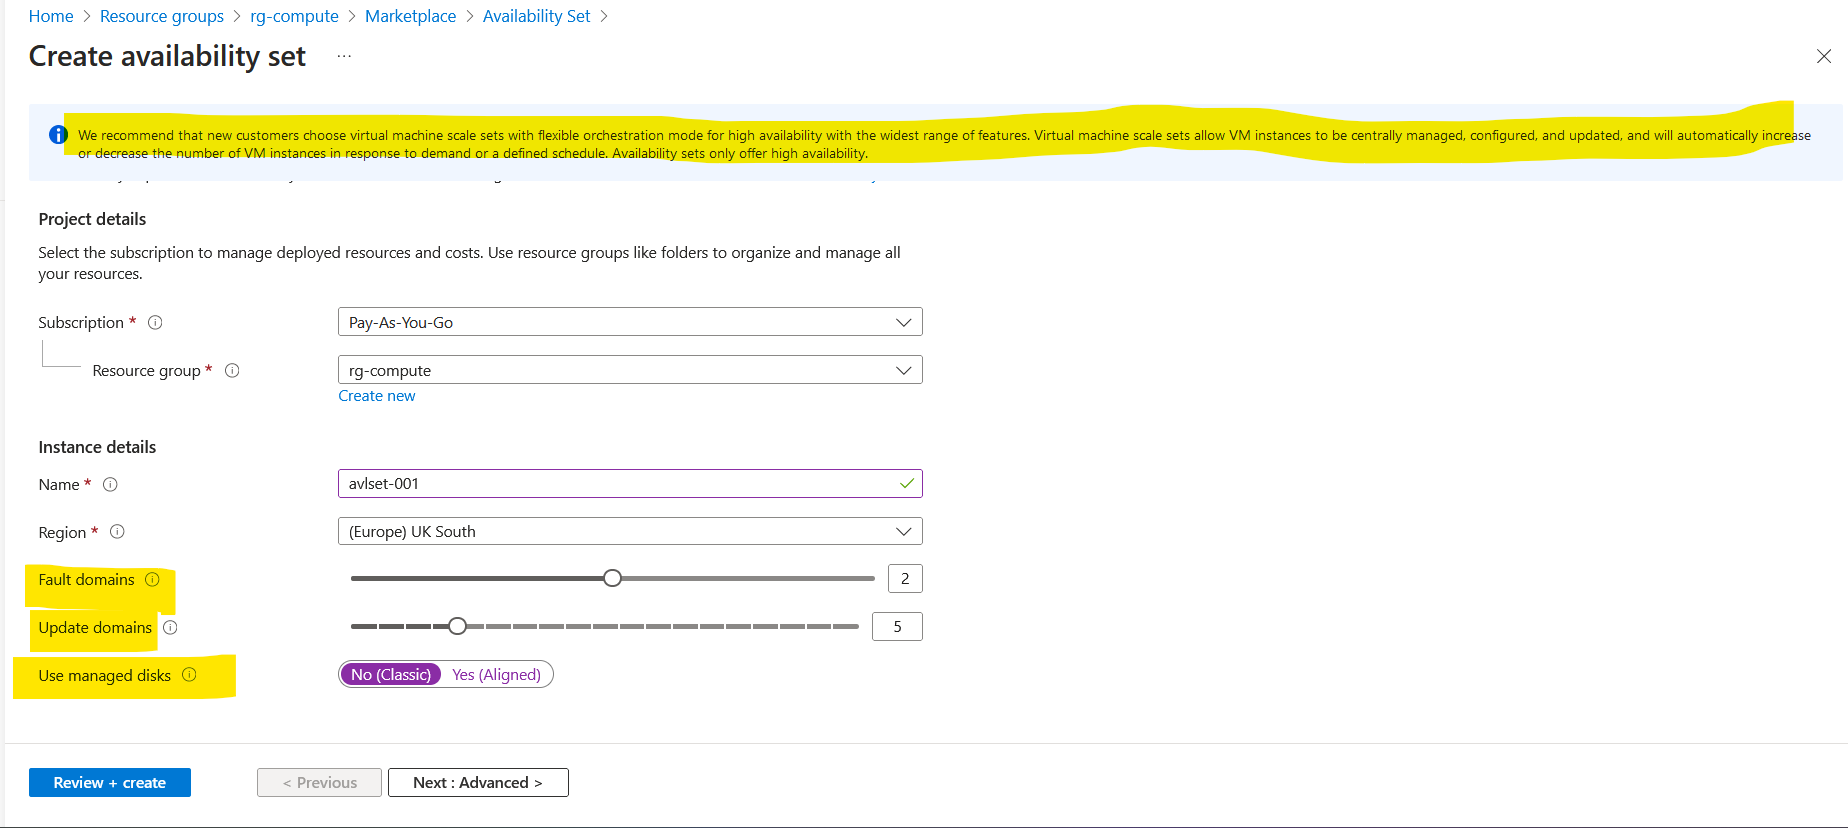 Home > Resource groups > rg-compute > Marketplace > Availability Set >
Create availability set ...
We recommend that new customers choose virtual machine scale sets with flexible orchestration mode for high availability with the widest range of features. Virtual machine scale sets allow VM instances to be centrally managed, configured, and updated, and will automatically increase
or decrease the number of VM instances in response to demand or a defined schedule. Availability sets only offer high availability.
Project details
Select the subscription to manage deployed resources and costs. Use resource groups like folders to organize and manage all
your resources.
Subscription * Pay-As-You-Go
Resource group * rg-compute
Create new
Instance details
Name * avlset-001
Region * (Europe) UK South
Fault domains 2
Update domains 5
Use managed disks No (Classic) Yes (Aligned)
Review + create < Previous Next : Advanced >